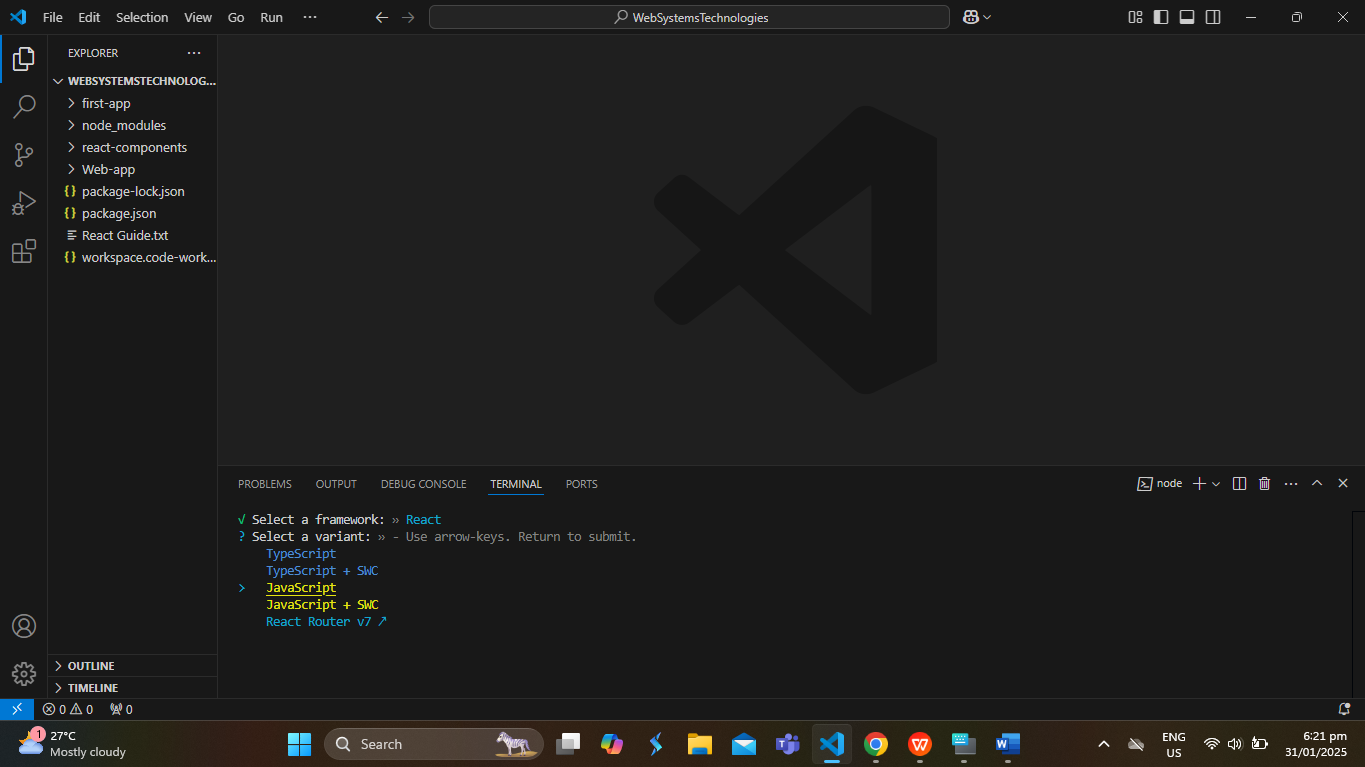 File Edit Selection View Go Run ···
WebSystemsTechnologies
EXPLORER
WEBSYSTEMSTECHNOLOG...
first-app
node_modules
react-components
Web-app
{} package-lock.json
{} package.json
React Guide.txt
{} workspace.code-work...
OUTLINE
TIMELINE
PROBLEMS OUTPUT DEBUG CONSOLE TERMINAL PORTS
node
√ Select a framework: » React
? Select a variant: » - Use arrow-keys. Return to submit.
TypeScript
TypeScript + SWC
> JavaScript
JavaScript + SWC
React Router v7 ↗
0 0 0
1
27°C
Mostly cloudy
Search
ENG
US
6:21 pm
31/01/2025